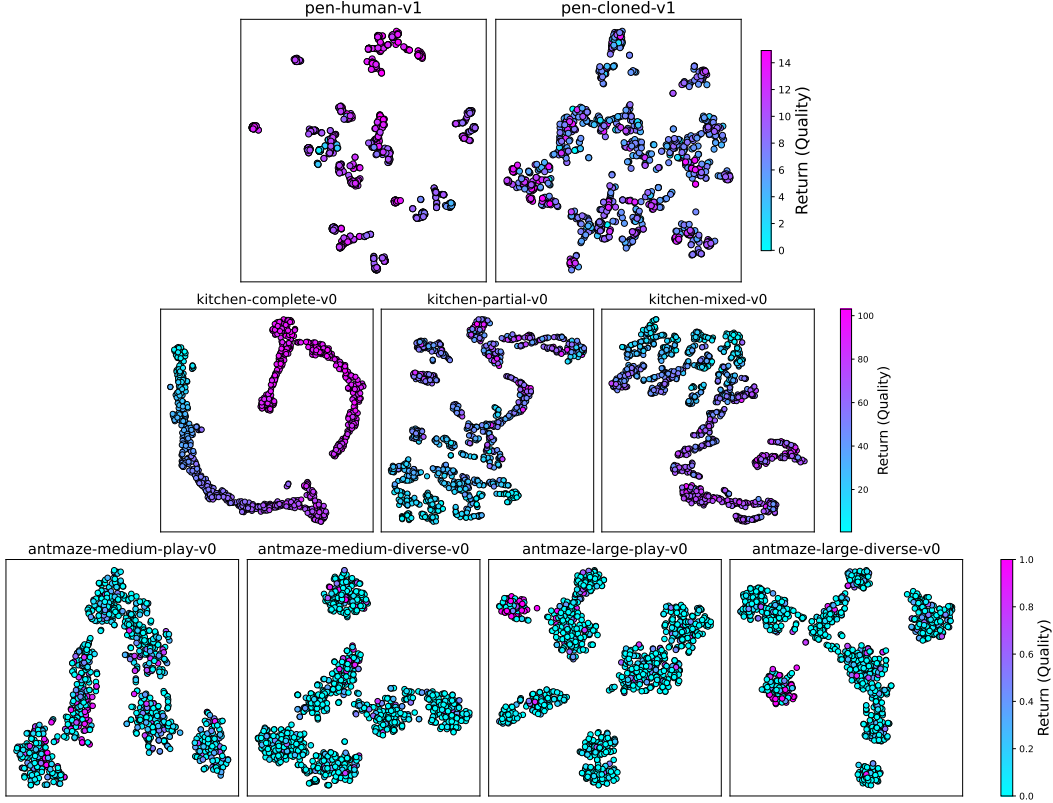 pen-human-v1
pen-cloned-v1
14
12
10
8
6
4
2
0
Return (Quality)
kitchen-complete-v0
kitchen-partial-v0
kitchen-mixed-v0
100
80
60
40
20
Return (Quality)
antmaze-medium-play-v0
antmaze-medium-diverse-v0
antmaze-large-play-v0
antmaze-large-diverse-v0
1.0
0.8
0.6
0.4
0.2
0.0
Return (Quality)